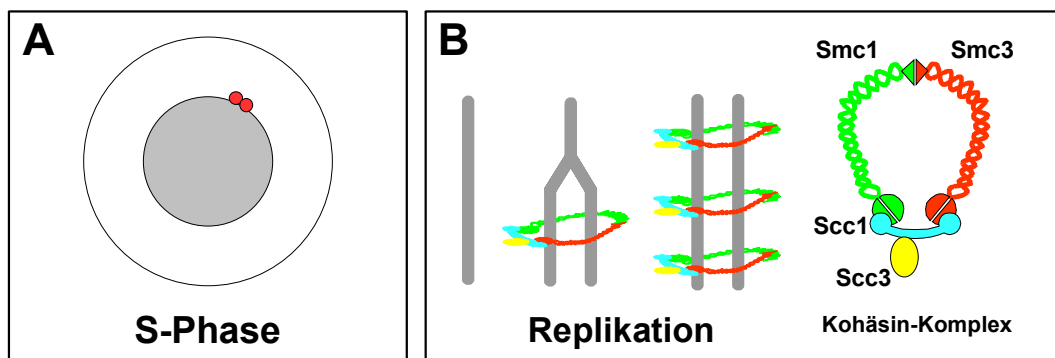 A
S-Phase
B
Smc1 Smc3
Scc1
Scc3
Replikation
Kohäsin-Komplex